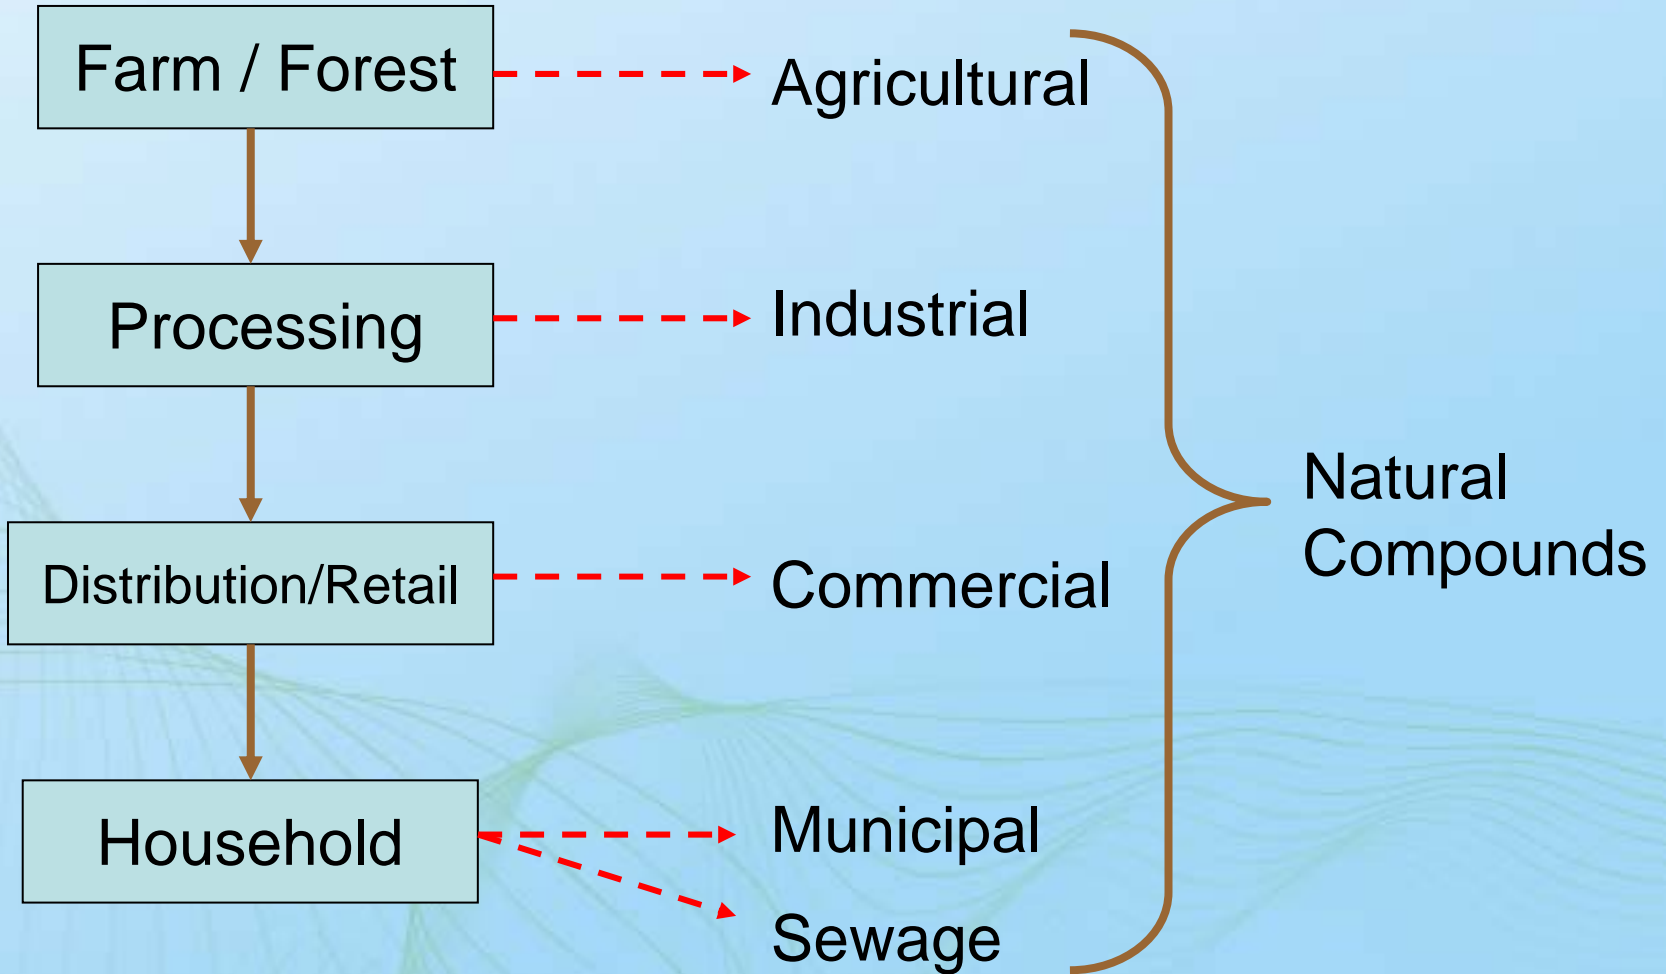 Farm / Forest
Agricultural
Processing
Industrial
Natural
Compounds
Distribution/Retail
Commercial
Household
Municipal
Sewage